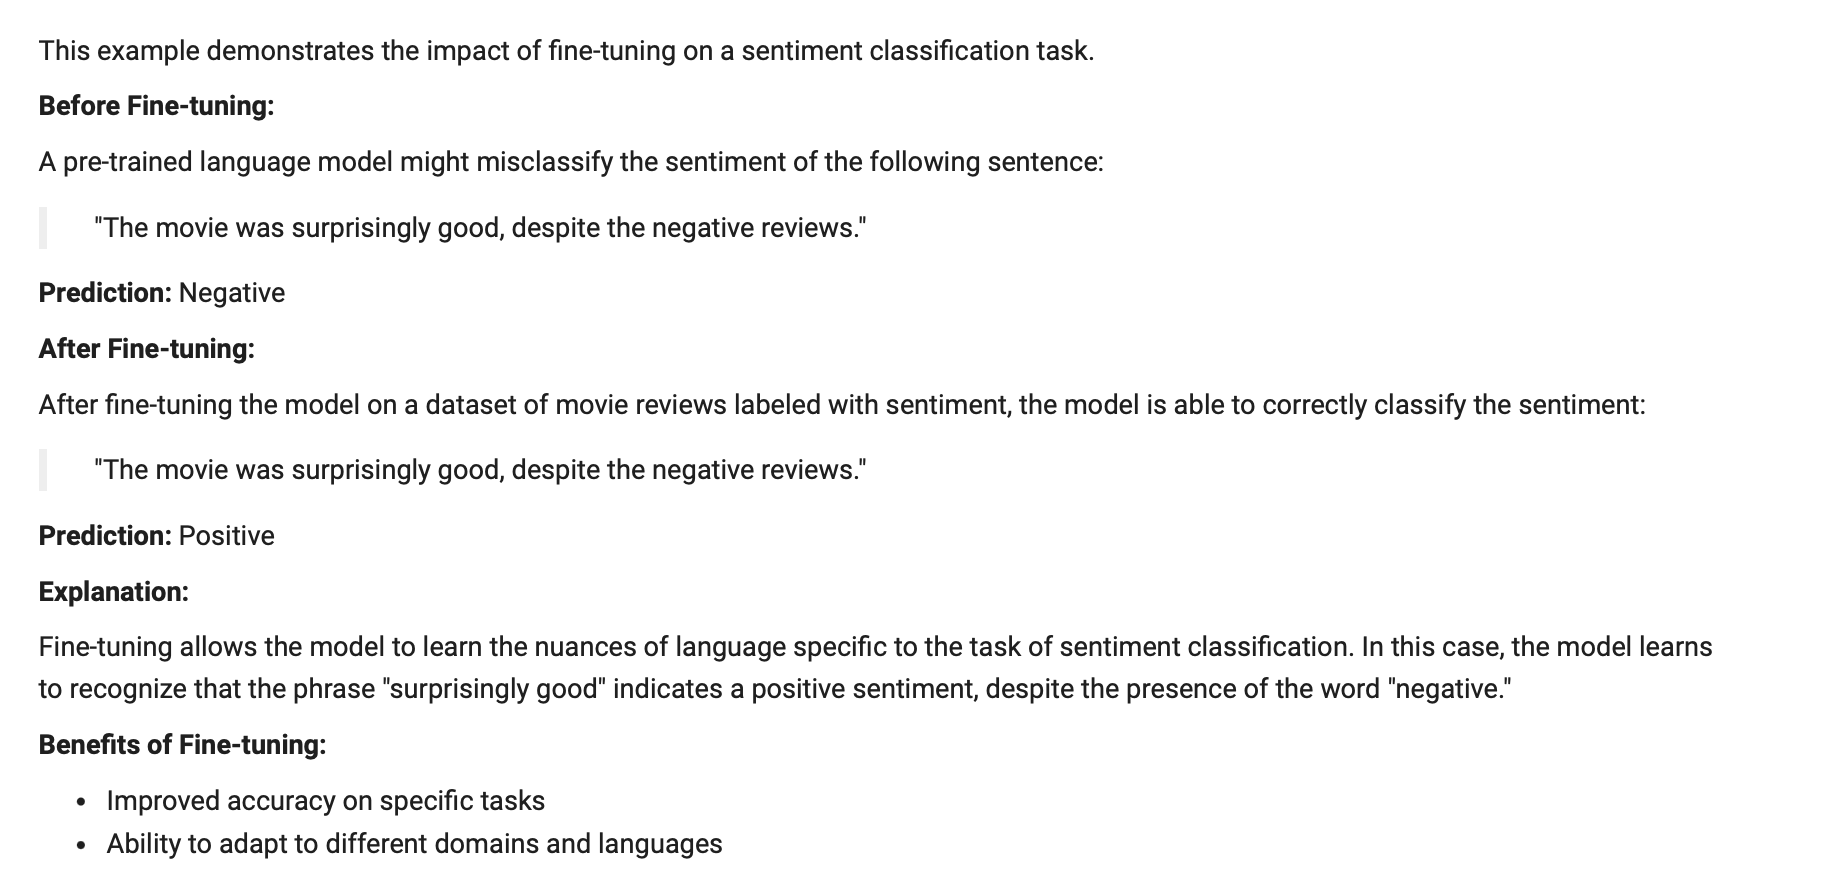 This example demonstrates the impact of fine-tuning on a sentiment classification task.
Before Fine-tuning:
A pre-trained language model might misclassify the sentiment of the following sentence:
"The movie was surprisingly good, despite the negative reviews."
Prediction: Negative
After Fine-tuning:
After fine-tuning the model on a dataset of movie reviews labeled with sentiment, the model is able to correctly classify the sentiment:
"The movie was surprisingly good, despite the negative reviews."
Prediction: Positive
Explanation:
Fine-tuning allows the model to learn the nuances of language specific to the task of sentiment classification. In this case, the model learns
to recognize that the phrase "surprisingly good" indicates a positive sentiment, despite the presence of the word "negative."
Benefits of Fine-tuning:
• Improved accuracy on specific tasks
• Ability to adapt to different domains and languages